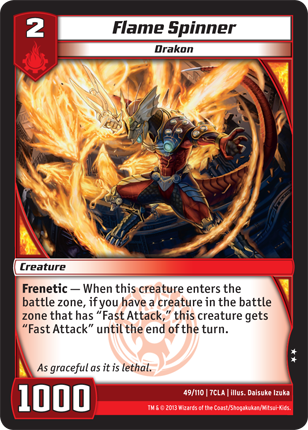 2
Flame Spinner
Drakon
Creature
Frenetic — When this creature enters the
battle zone, if you have a creature in the
battle zone that has “Fast Attack,” this creature gets
“Fast Attack” until the end of the turn.
As graceful as it is lethal.
1000
49/110 | 7CLA | illus. Daisuke Izuka
TM & © 2013 Wizards of the Coast/Shogakukan/Mitsui-Kids.